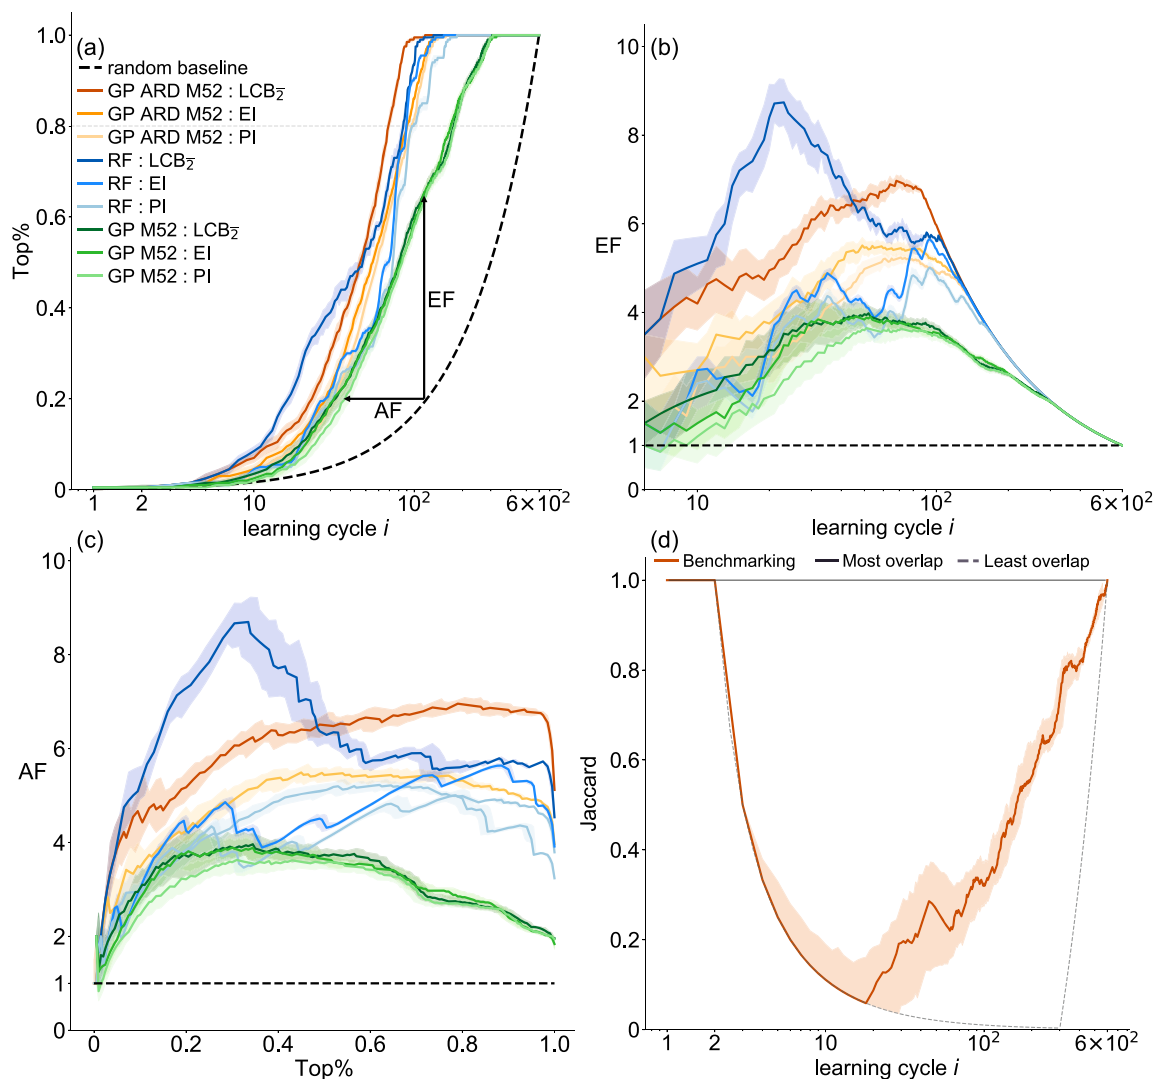 (a)
1.0
0.8
0.6
0.4
0.2
0
Top%
random baseline
GP ARD M52 : LCB2̅
GP ARD M52 : EI
GP ARD M52 : PI
RF : LCB2̅
RF : EI
RF : PI
GP M52 : LCB2̅
GP M52 : EI
GP M52 : PI
EF
AF
1 2 10 10² 6×10²
learning cycle i
(b)
10
8
6
EF
4
2
1
0
10 10² 6×10²
learning cycle i
(c)
10
8
6
AF
4
2
1
0
0 0.2 0.4 0.6 0.8 1.0
Top%
(d)
Benchmarking Most overlap Least overlap
1.0
0.8
0.6
0.4
0.2
0
Jaccard
1 2 10 10² 6×10²
learning cycle i